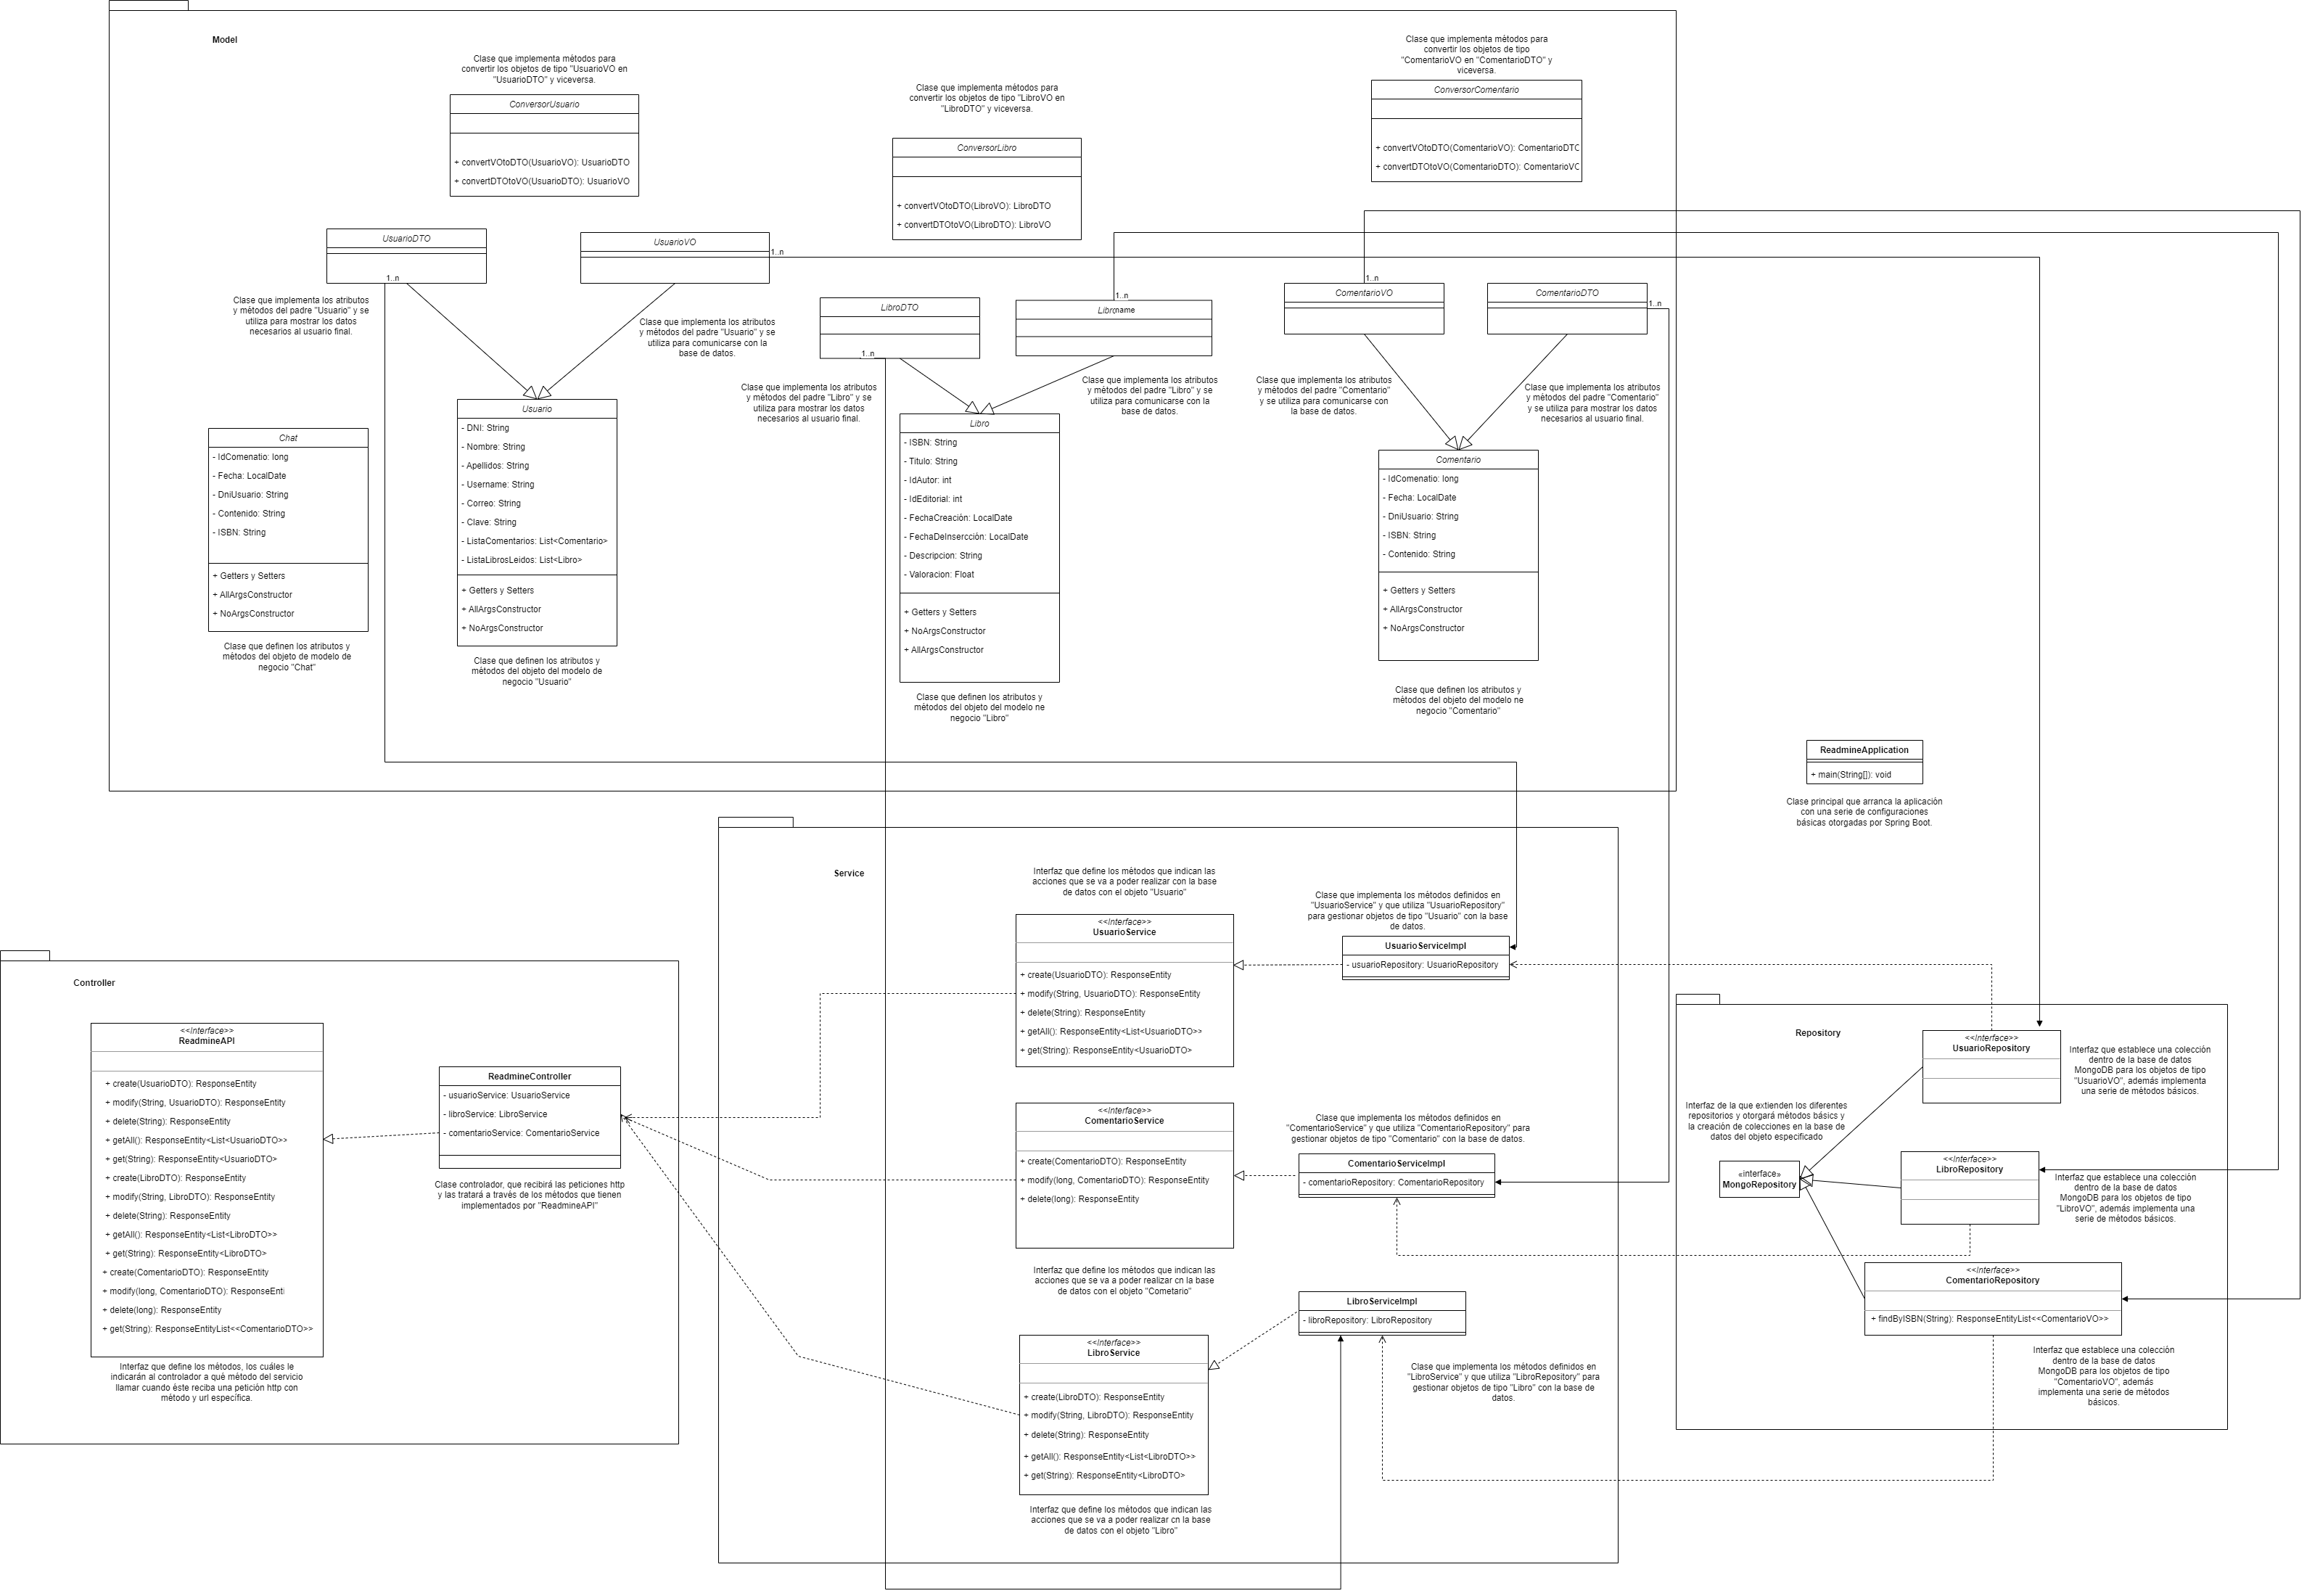 Model
Clase que implementa métodos para
convertir los objetos de tipo "UsuarioVO en
"UsuarioDTO" y viceversa.
ConversorUsuario
+ convertVOtoDTO(UsuarioVO): UsuarioDTO
+ convertDTOtoVO(UsuarioDTO): UsuarioVO
Clase que implementa métodos para
convertir los objetos de tipo "LibroVO en
"LibroDTO" y viceversa.
ConversorLibro
+ convertVOtoDTO(LibroVO): LibroDTO
+ convertDTOtoVO(LibroDTO): LibroVO
Clase que implementa métodos para
convertir los objetos de tipo
"ComentarioVO en "ComentarioDTO" y
viceversa.
ConversorComentario
+ convertVOtoDTO(ComentarioVO): ComentarioDTO
+ convertDTOtoVO(ComentarioDTO): ComentarioVO
UsuarioDTO
1..n
Clase que implementa los atributos
y métodos del padre "Usuario" y se
utiliza para mostrar los datos
necesarios al usuario final.
UsuarioVO
1..n
Clase que implementa los atributos
y métodos del padre "Usuario" y se
utiliza para comunicarse con la
base de datos.
LibroDTO
1..n
Clase que implementa los atributos
y métodos del padre "Libro" y se
utiliza para mostrar los datos
necesarios al usuario final.
1..n
name
Clase que implementa los atributos
y métodos del padre "Libro" y se
utiliza para comunicarse con la
base de datos.
1..n
ComentarioVO
Clase que implementa los atributos
y métodos del padre "Comentario"
y se utiliza para comunicarse con
la base de datos.
ComentarioDTO
1..n
Clase que implementa los atributos
y métodos del padre "Comentario"
y se utiliza para mostrar los datos
necesarios al usuario final.
Chat
- IdComenatio: long
- Fecha: LocalDate
- DniUsuario: String
- Contenido: String
- ISBN: String
+ Getters y Setters
+ AllArgsConstructor
+ NoArgsConstructor
Clase que definen los atributos y
métodos del objeto de modelo de
negocio "Chat"
Usuario
- DNI: String
- Nombre: String
- Apellidos: String
- Username: String
- Correo: String
- Clave: String
- ListaComentarios: List<Comentario>
- ListaLibrosLeidos: List<Libro>
+ Getters y Setters
+ AllArgsConstructor
+ NoArgsConstructor
Clase que definen los atributos y
métodos del objeto del modelo de
negocio "Usuario"
Libro
- ISBN: String
- Titulo: String
- IdAutor: int
- IdEditorial: int
- FechaCreación: LocalDate
- FechaDeInsercción: LocalDate
- Descripcion: String
- Valoracion: Float
+ Getters y Setters
+ NoArgsConstructor
+ AllArgsConstructor
Clase que definen los atributos y
métodos del objeto del modelo ne
negocio "Libro"
Comentario
- IdComenatio: long
- Fecha: LocalDate
- DniUsuario: String
- ISBN: String
- Contenido: String
+ Getters y Setters
+ AllArgsConstructor
+ NoArgsConstructor
Clase que definen los atributos y
métodos del objeto del modelo ne
negocio "Comentario"
ReadmineApplication
+ main(String[]): void
Clase principal que arranca la aplicación
con una serie de configuraciones
básicas otorgadas por Spring Boot.
Service
Interfaz que define los métodos que indican las
acciones que se va a poder realizar con la base
de datos con el objeto "Usuario"
<<Interface>>
UsuarioService
+ create(UsuarioDTO): ResponseEntity
+ modify(String, UsuarioDTO): ResponseEntity
+ delete(String): ResponseEntity
+ getAll(): ResponseEntity<List<UsuarioDTO>>
+ get(String): ResponseEntity<UsuarioDTO>
Clase que implementa los métodos definidos en
"UsuarioService" y que utiliza "UsuarioRepository"
para gestionar objetos de tipo "Usuario" con la base
de datos.
UsuarioServiceImpl
- usuarioRepository: UsuarioRepository
<<Interface>>
ComentarioService
+ create(ComentarioDTO): ResponseEntity
+ modify(long, ComentarioDTO): ResponseEntity
+ delete(long): ResponseEntity
Interfaz que define los métodos que indican las
acciones que se va a poder realizar cn la base
de datos con el objeto "Cometario"
Clase que implementa los métodos definidos en
"ComentarioService" y que utiliza "ComentarioRepository" para
gestionar objetos de tipo "Comentario" con la base de datos.
ComentarioServiceImpl
- comentarioRepository: ComentarioRepository
LibroServiceImpl
- libroRepository: LibroRepository
Clase que implementa los métodos definidos en
"LibroService" y que utiliza "LibroRepository" para
gestionar objetos de tipo "Libro" con la base de
datos.
<<Interface>>
LibroService
+ create(LibroDTO): ResponseEntity
+ modify(String, LibroDTO): ResponseEntity
+ delete(String): ResponseEntity
+ getAll(): ResponseEntity<List<LibroDTO>>
+ get(String): ResponseEntity<LibroDTO>
Interfaz que define los métodos que indican las
acciones que se va a poder realizar cn la base
de datos con el objeto "Libro"
Controller
<<Interface>>
ReadmineAPI
+ create(UsuarioDTO): ResponseEntity
+ modify(String, UsuarioDTO): ResponseEntity
+ delete(String): ResponseEntity
+ getAll(): ResponseEntity<List<UsuarioDTO>>
+ get(String): ResponseEntity<UsuarioDTO>
+ create(LibroDTO): ResponseEntity
+ modify(String, LibroDTO): ResponseEntity
+ delete(String): ResponseEntity
+ getAll(): ResponseEntity<List<LibroDTO>>
+ get(String): ResponseEntity<LibroDTO>
+ create(ComentarioDTO): ResponseEntity
+ modify(long, ComentarioDTO): ResponseEnti
+ delete(long): ResponseEntity
+ get(String): ResponseEntityList<<ComentarioDTO>>
Interfaz que define los métodos, los cuáles le
indicarán al controlador a qué método del servicio
llamar cuando éste reciba una petición http con
método y url específica.
ReadmineController
- usuarioService: UsuarioService
- libroService: LibroService
- comentarioService: ComentarioService
Clase controlador, que recibirá las peticiones http
y las tratará a través de los métodos que tienen
implementados por "ReadmineAPI"
Repository
<<Interface>>
UsuarioRepository
Interfaz que establece una colección
dentro de la base de datos
MongoDB para los objetos de tipo
"UsuarioVO", además implementa
una serie de métodos básicos.
Interfaz de la que extienden los diferentes
repositorios y otorgará métodos básics y
la creación de colecciones en la base de
datos del objeto especificado
«interface»
MongoRepository
<<Interface>>
LibroRepository
Interfaz que establece una colección
dentro de la base de datos
MongoDB para los objetos de tipo
"LibroVO", además implementa una
serie de métodos básicos.
<<Interface>>
ComentarioRepository
+ findByISBN(String): ResponseEntityList<<ComentarioVO>>
Interfaz que establece una colección
dentro de la base de datos
MongoDB para los objetos de tipo
"ComentarioVO", además
implementa una serie de métodos
básicos.